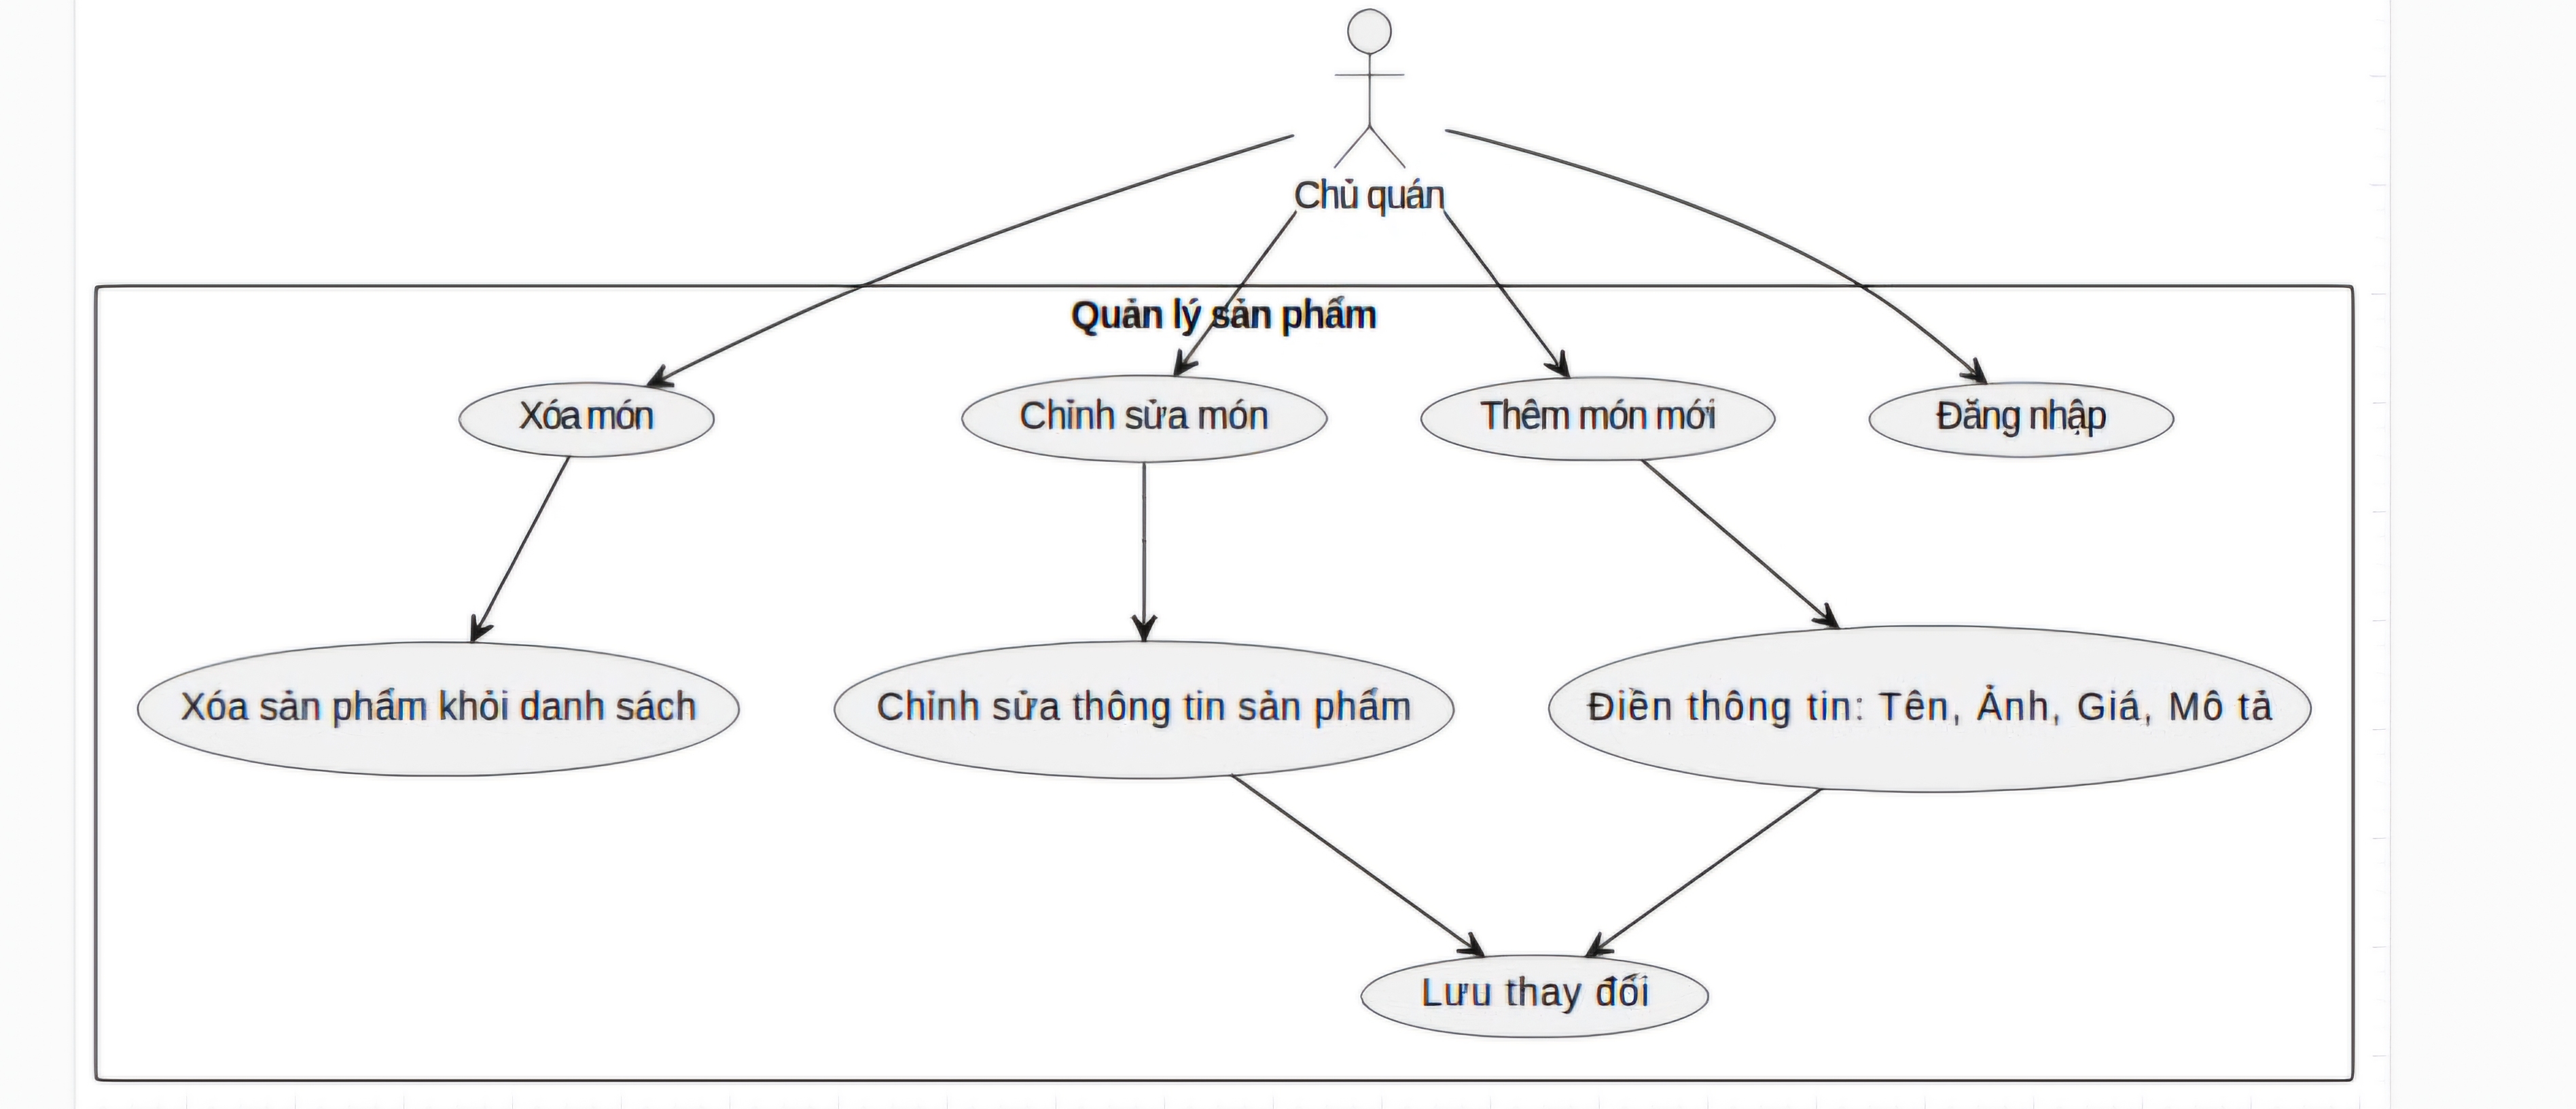 Chủ quán
Quản lý sản phẩm
Xóa món
Chỉnh sửa món
Thêm món mới
Đăng nhập
Xóa sản phẩm khỏi danh sách
Chỉnh sửa thông tin sản phẩm
Điền thông tin: Tên, Ảnh, Giá, Mô tả
Lưu thay đổi